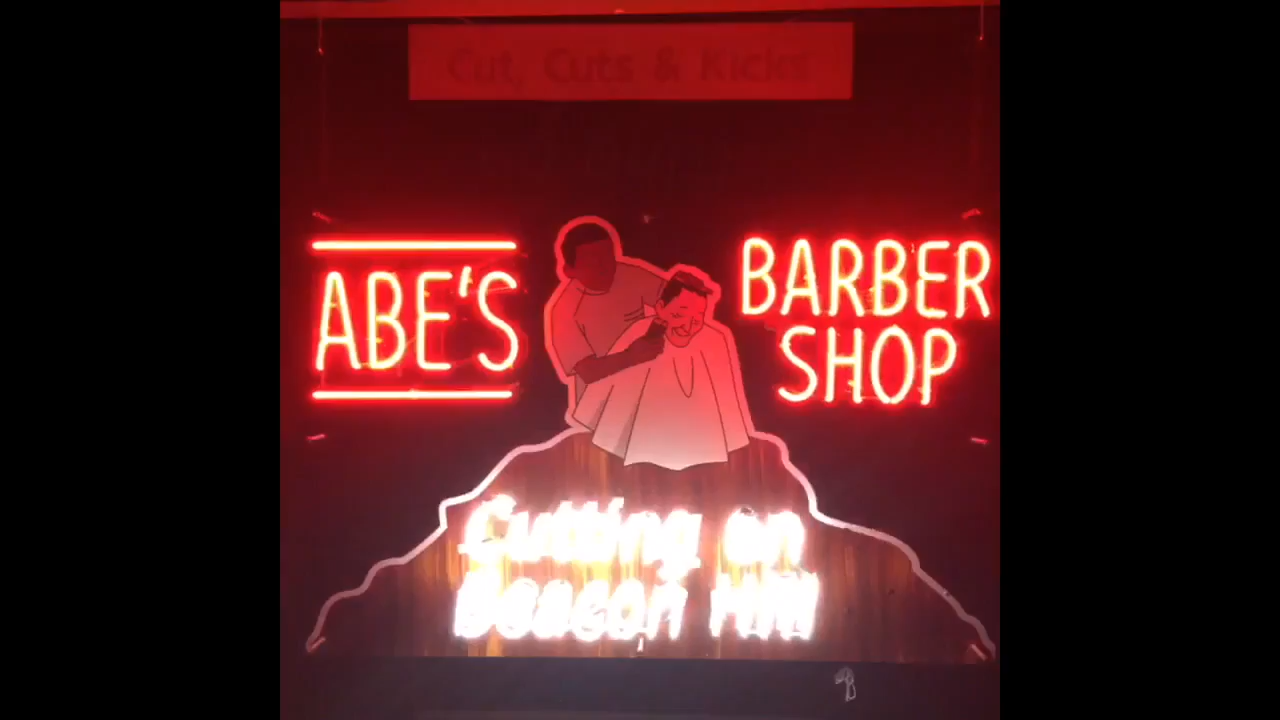 Cut, Cuts & Kicks
ABE'S
BARBER
SHOP
Cutting on
Beacon Hill